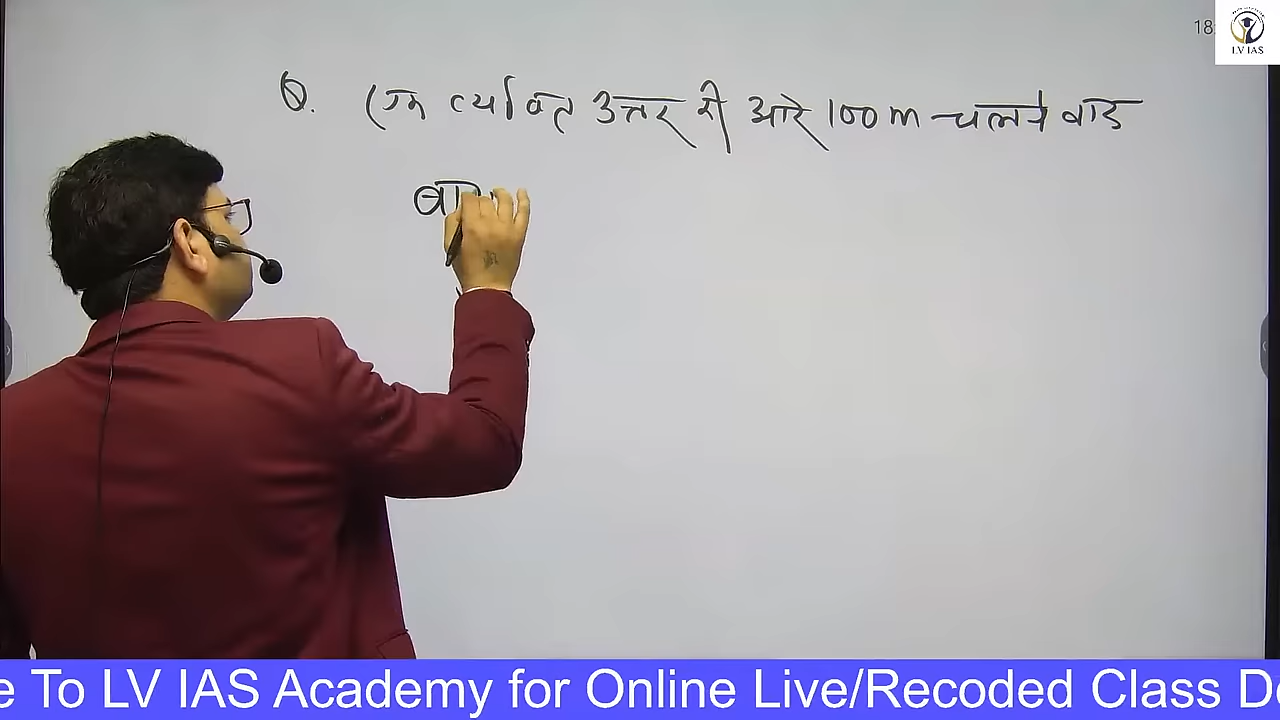 18
LV IAS
Q. एक व्यक्ति उत्तर की ओर 100m चलने बाद
e To LV IAS Academy for Online Live/Recoded Class De